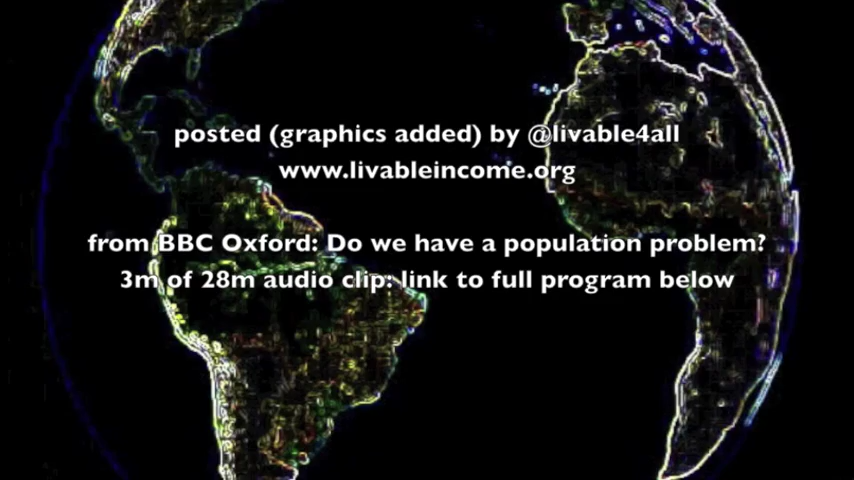 posted (graphics added) by @livable4all
www.livableincome.org
from BBC Oxford: Do we have a population problem?
3m of 28m audio clip: link to full program below